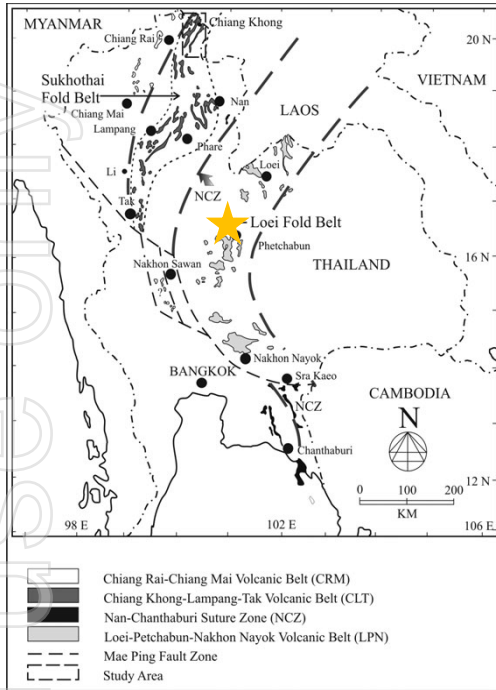 MYANMAR
Chiang Khong
Chiang Rai
20 N
Sukhothai
Fold Belt
VIETNAM
Chiang Mai
Nan
LAOS
Lampang
Phare
Li
Loei
Tak
NCZ
Loei Fold Belt
Phetchabun
16 N
THAILAND
Nakhon Sawan
?
Nakhon Nayok
BANGKOK
Sra Kaeo
CAMBODIA
NCZ
N
Chanthaburi
12 N
0 100 200
KM
98 E
102 E
106 E
Chiang Rai-Chiang Mai Volcanic Belt (CRM)
Chiang Khong-Lampang-Tak Volcanic Belt (CLT)
Nan-Chanthaburi Suture Zone (NCZ)
Loei-Petchabun-Nakhon Nayok Volcanic Belt (LPN)
Mae Ping Fault Zone
Study Area